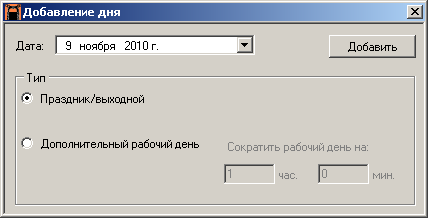 Добавление дня
Дата: 9 ноября 2010 г. Добавить
Тип
Праздник/выходной
Дополнительный рабочий день Сократить рабочий день на:
1 час. 0 мин.